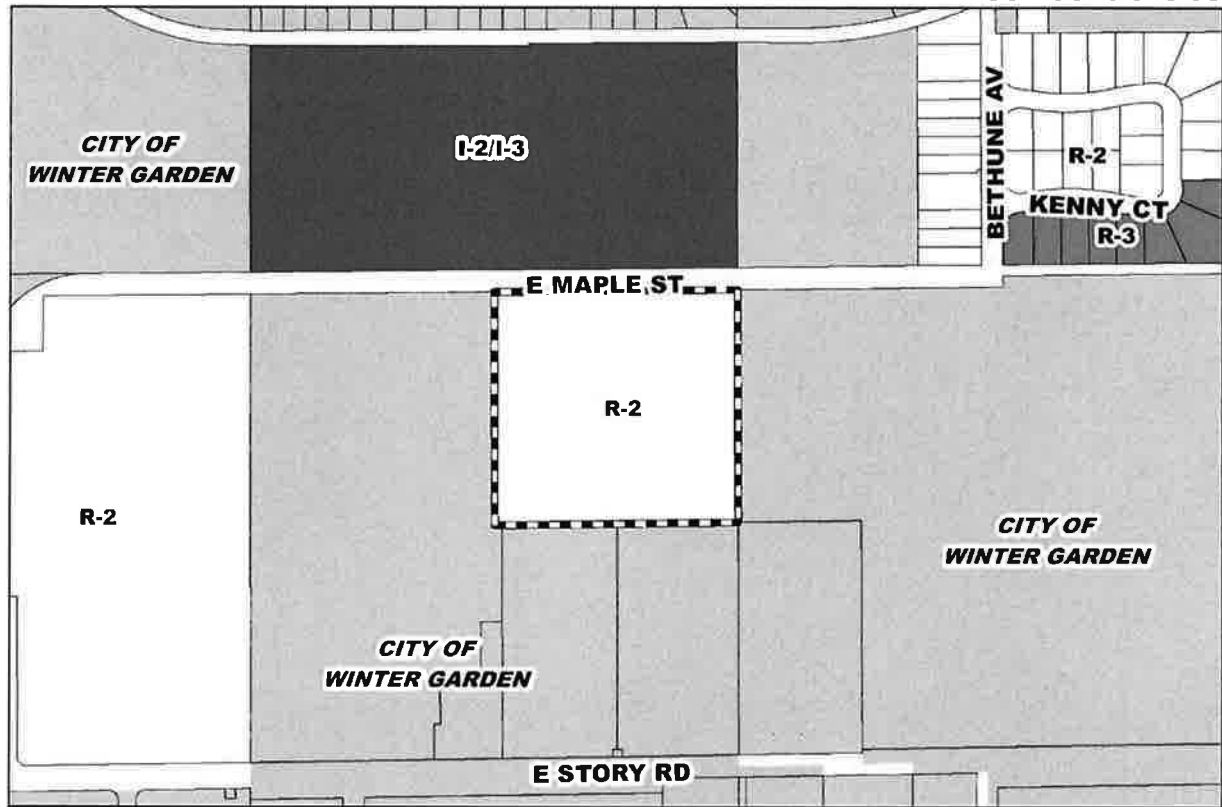 CITY OF
WINTER GARDEN
I-2/I-3
BETHUNE AV
R-2
KENNY CT
R-3
E MAPLE ST
R-2
R-2
CITY OF
WINTER GARDEN
CITY OF
WINTER GARDEN
E STORY RD